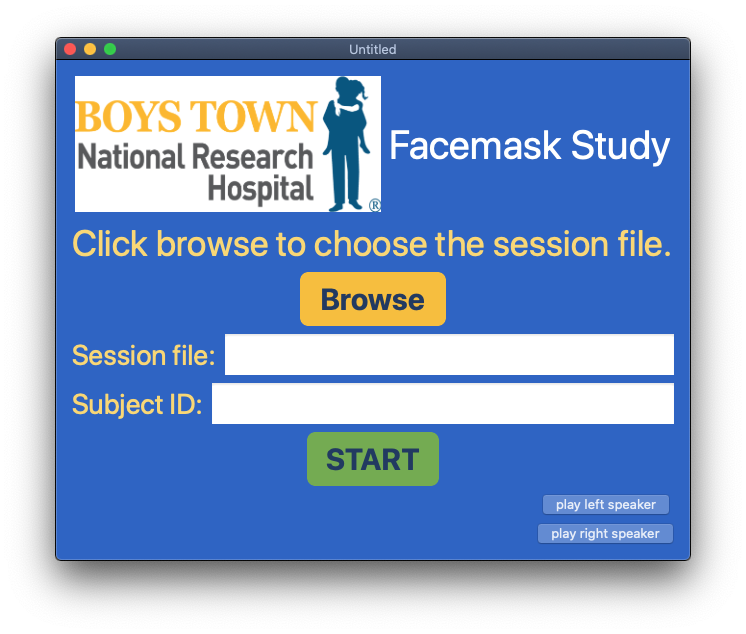 Untitled
BOYS TOWN
National Research
Hospital
®
Facemask Study
Click browse to choose the session file.
Browse
Session file:
Subject ID:
START
play left speaker
play right speaker